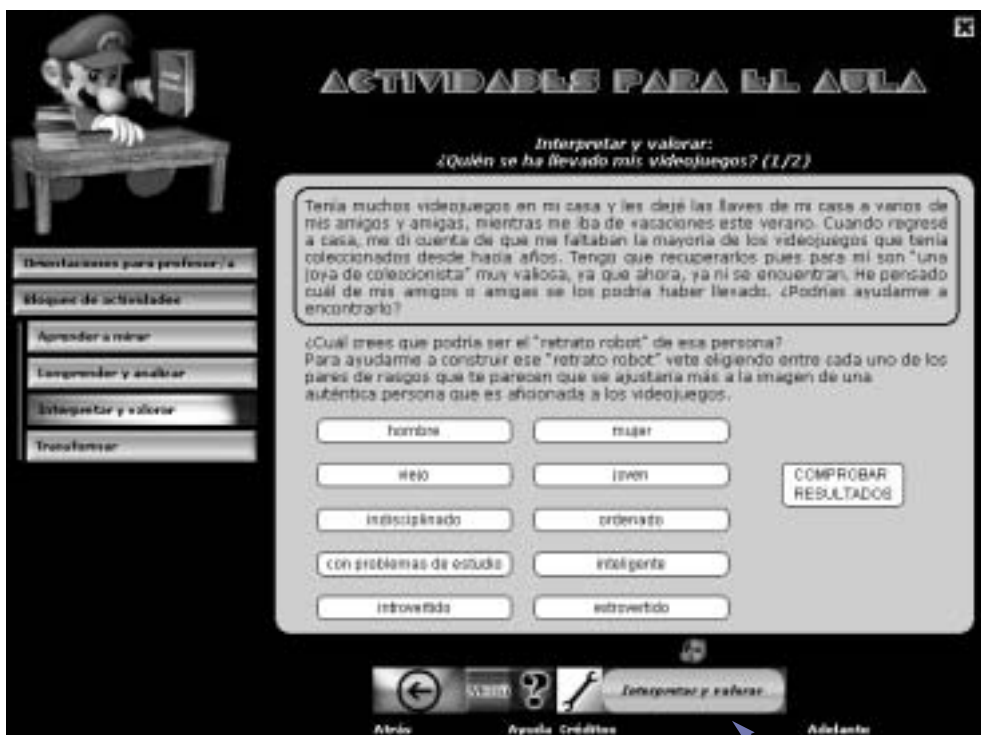 ACTIVIDADES PARA EL AULA
Interpretar y valorar:
¿Quién se ha llevado mis videojuegos? (1/2)
Tenía muchos videojuegos en mi casa y les dejé las llaves de mi casa a varios de
mis amigos y amigas, mientras me iba de vacaciones este verano. Cuando regresé
a casa, me di cuenta de que me faltaban la mayoría de los videojuegos que tenía
coleccionados desde hacía años. Tengo que recuperarlos pues para mí son "una
joya de coleccionista" muy valiosa, ya que ahora, ya ni se encuentran. He pensado
cuál de mis amigos o amigas se los podría haber llevado. ¿Podrías ayudarme a
encontrarlo?
¿Cuál crees que podría ser el "retrato robot" de esa persona?
Para ayudarme a construir ese "retrato robot" vete eligiendo entre cada uno de los
pares de rasgos que te parecen que se ajustaría más a la imagen de una
auténtica persona que es aficionada a los videojuegos.
Orientaciones para profesor/a
Bloques de actividades
Aprender a mirar
Comprender y analizar
Interpretar y valorar
Transformar
hombre mujer
viejo joven
indisciplinado ordenado
con problemas de estudio inteligente
introvertido extrovertido
COMPROBAR
RESULTADOS
Interpretar y valorar
Atrás Ayuda Créditos Adelante